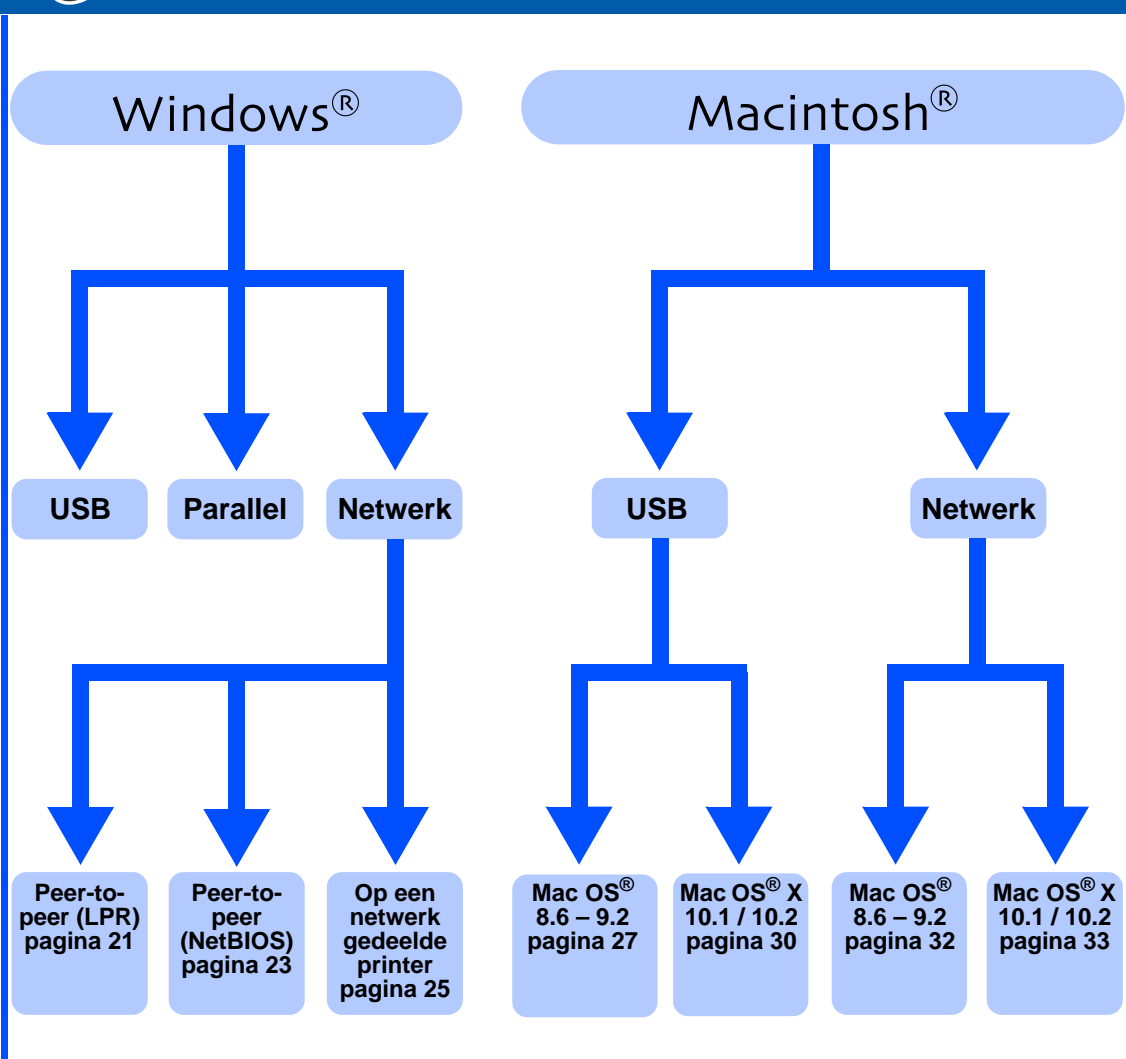 Windows®
Macintosh®
USB
Parallel
Netwerk
USB
Netwerk
Peer-to-
peer (LPR)
pagina 21
Peer-to-
peer
(NetBIOS)
pagina 23
Op een
netwerk
gedeelde
printer
pagina 25
Mac OS®
8.6 – 9.2
pagina 27
Mac OS® X
10.1 / 10.2
pagina 30
Mac OS®
8.6 – 9.2
pagina 32
Mac OS® X
10.1 / 10.2
pagina 33